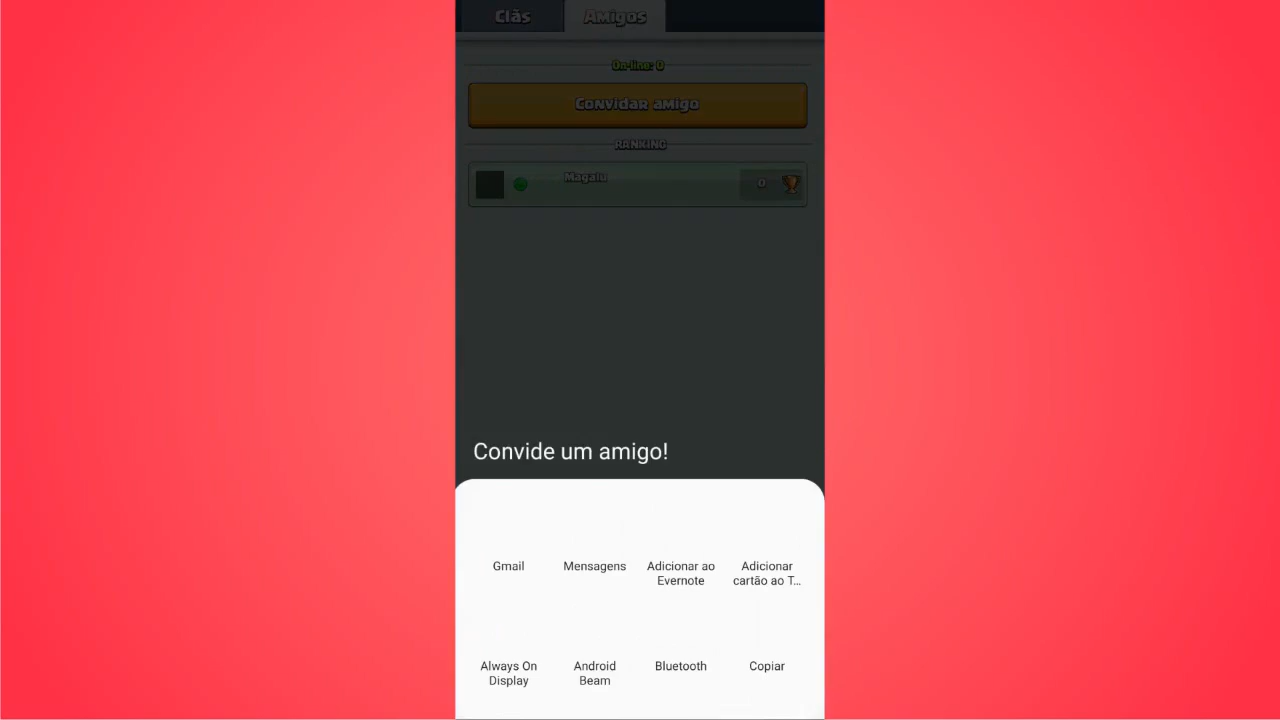 Clãs
Amigos
On-line: 0
Convidar amigo
RANKING
Magalu
0
Convide um amigo!
Gmail
Mensagens
Adicionar ao
Evernote
Adicionar
cartão ao T...
Always On
Display
Android
Beam
Bluetooth
Copiar